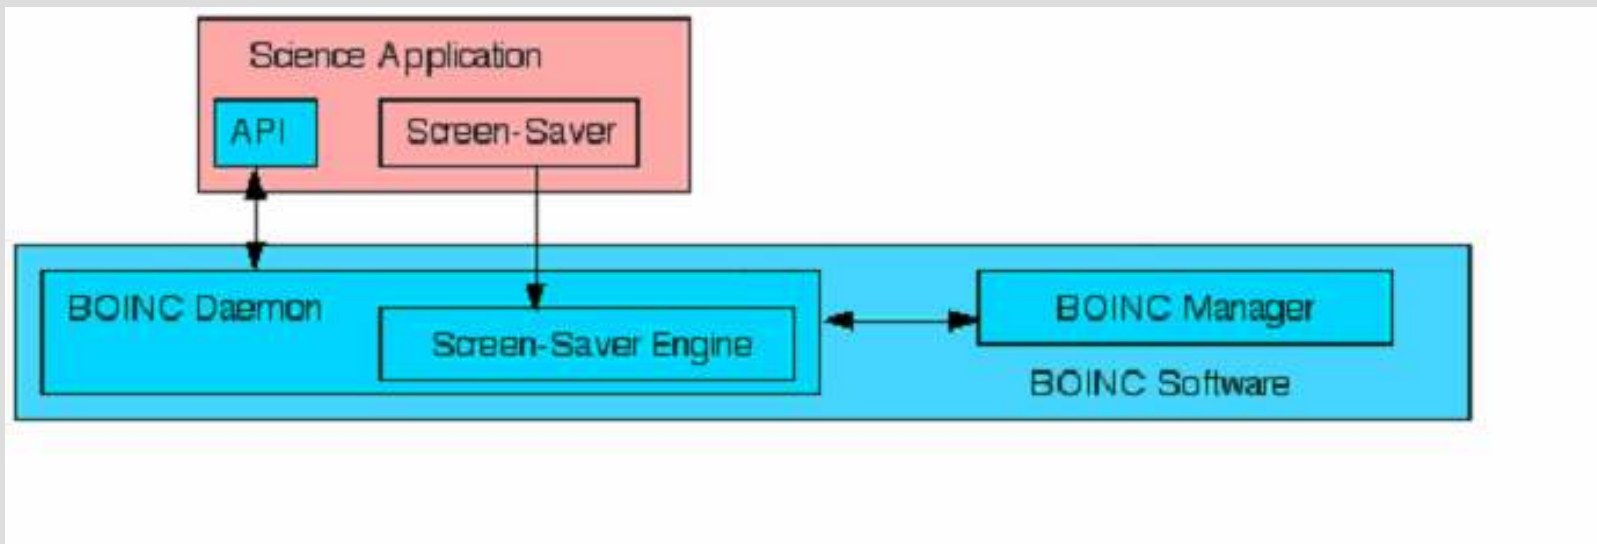 Science Application
API
Screen-Saver
BOINC Daemon
Screen-Saver Engine
BOINC Manager
BOINC Software